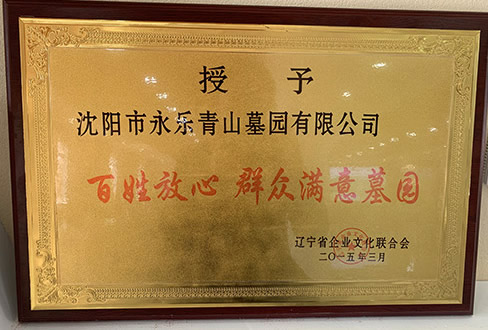 授 予
沈阳市永乐青山墓园有限公司
百姓放心 群众满意墓园
辽宁省企业文化联合会
二〇一五年三月